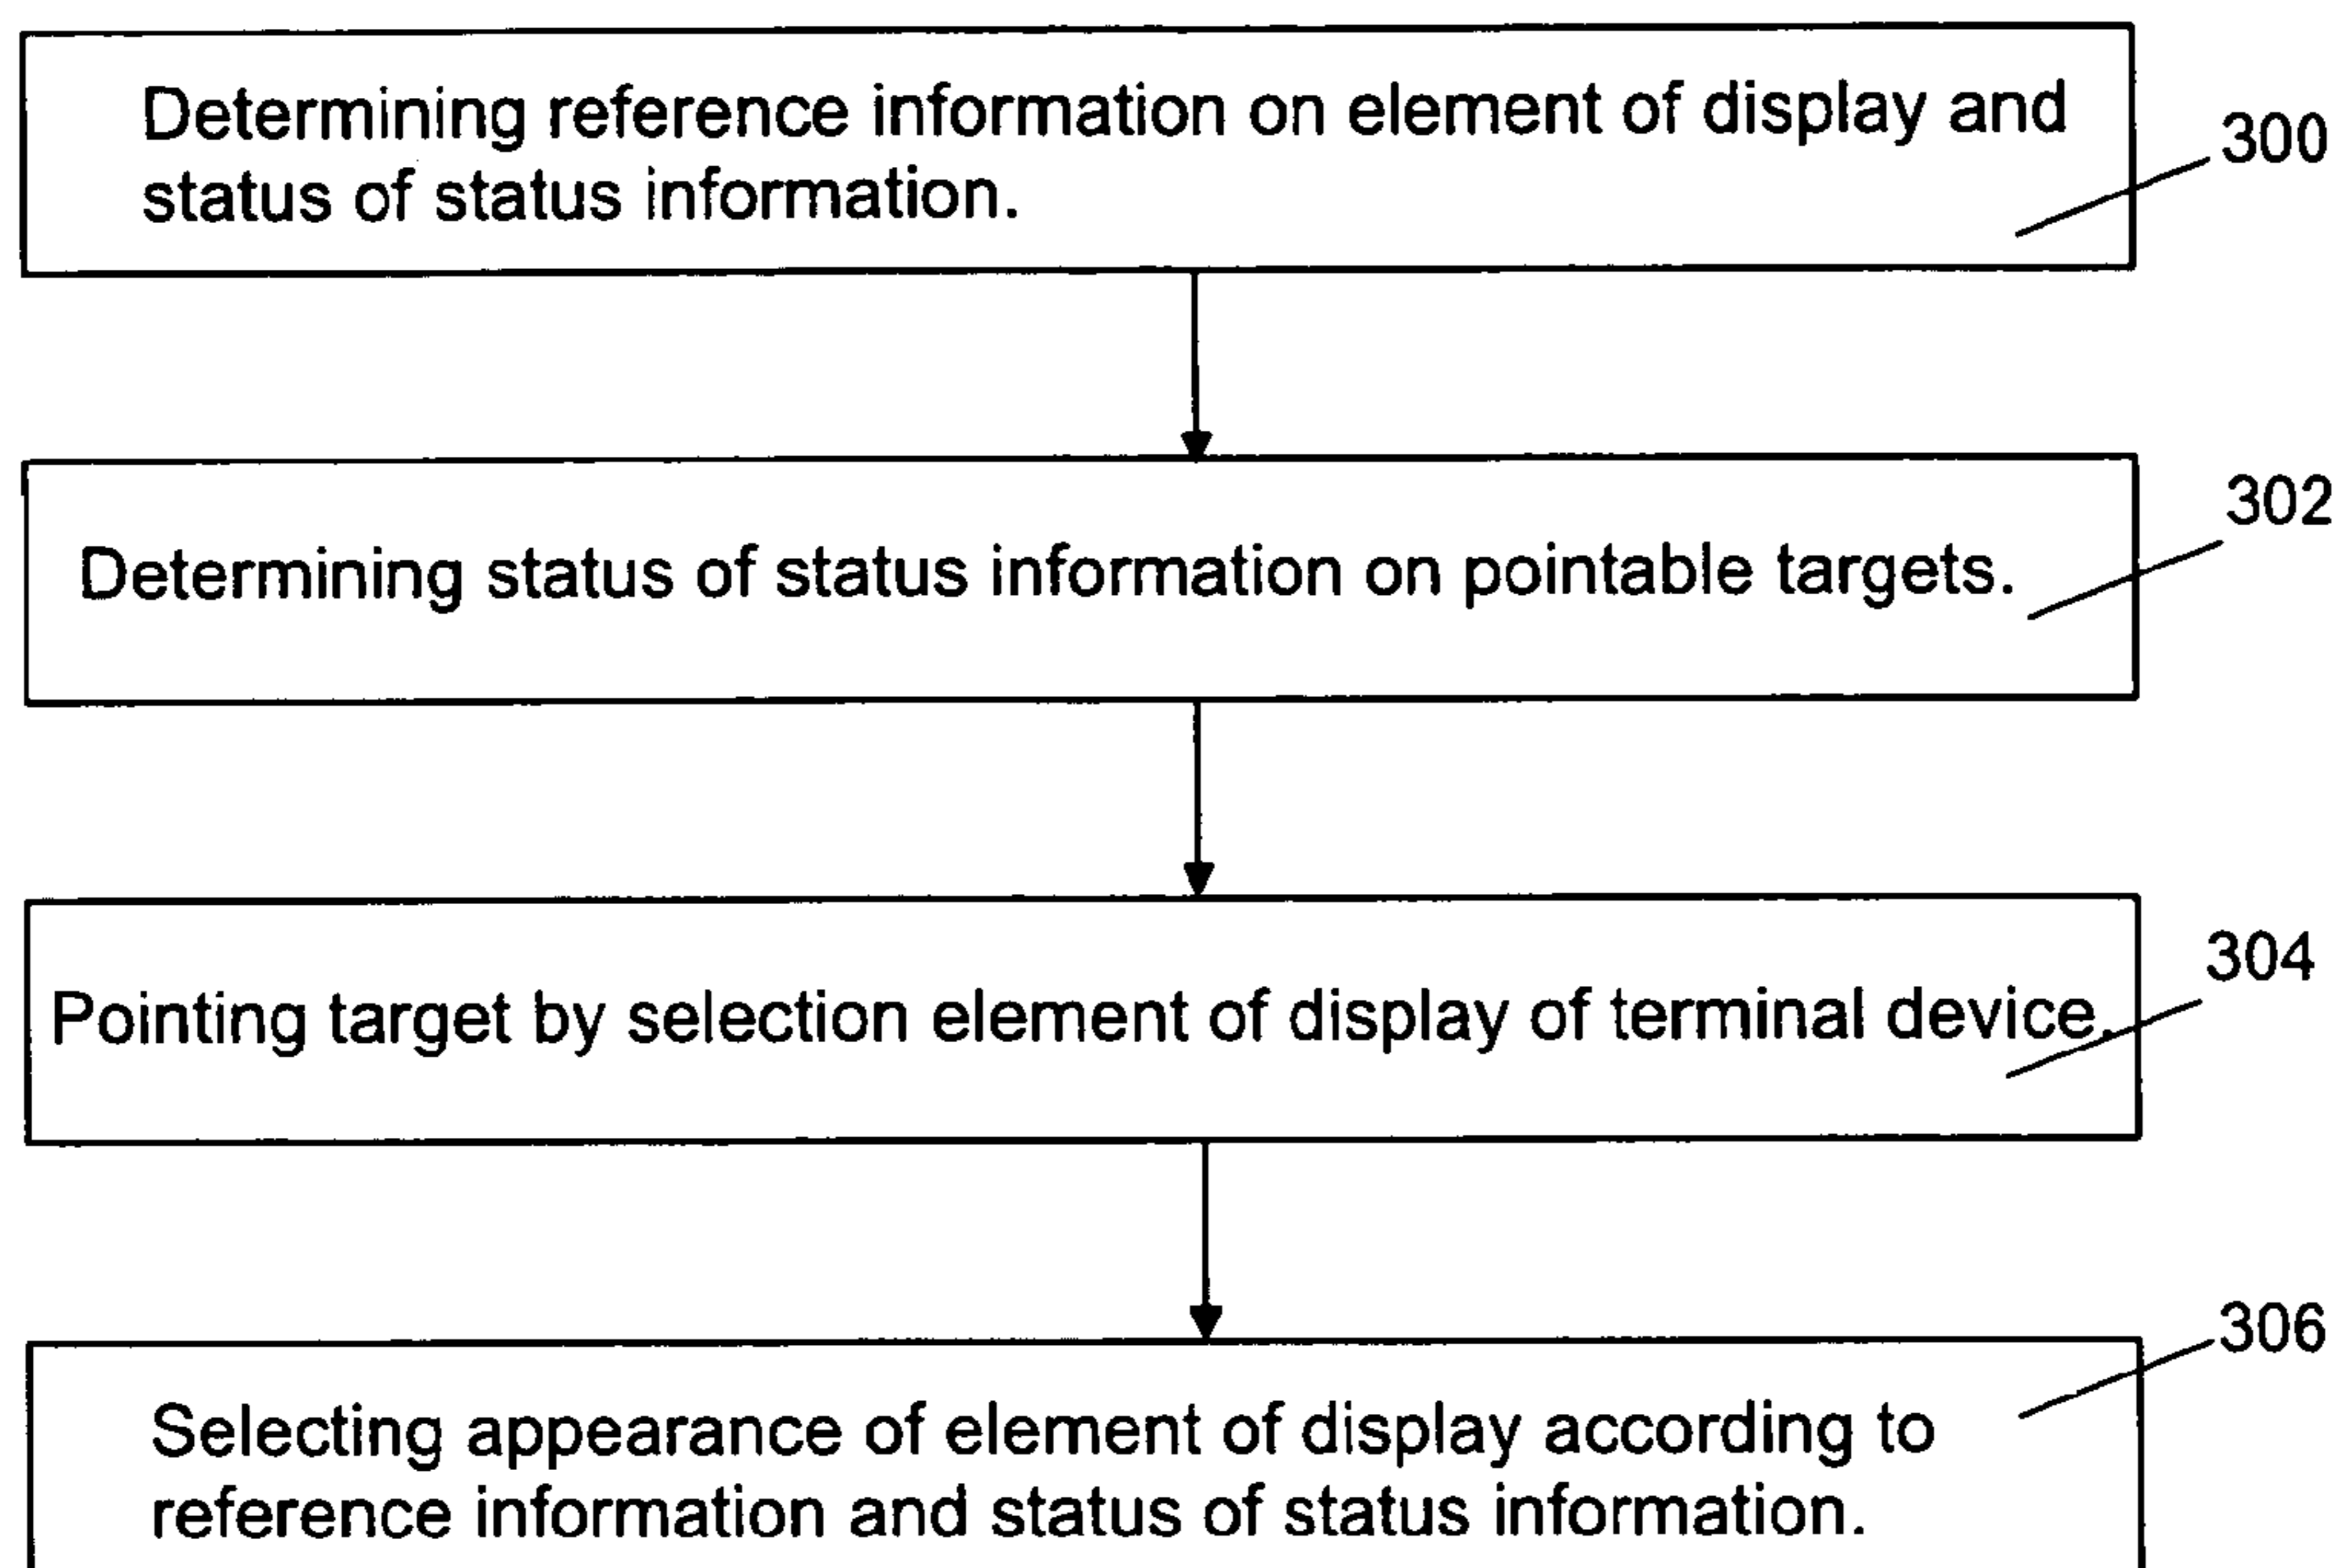 Determining reference information on element of display and
status of status information.
300
Determining status of status information on pointable targets.
302
Pointing target by selection element of display of terminal device.
304
Selecting appearance of element of display according to
reference information and status of status information.
306